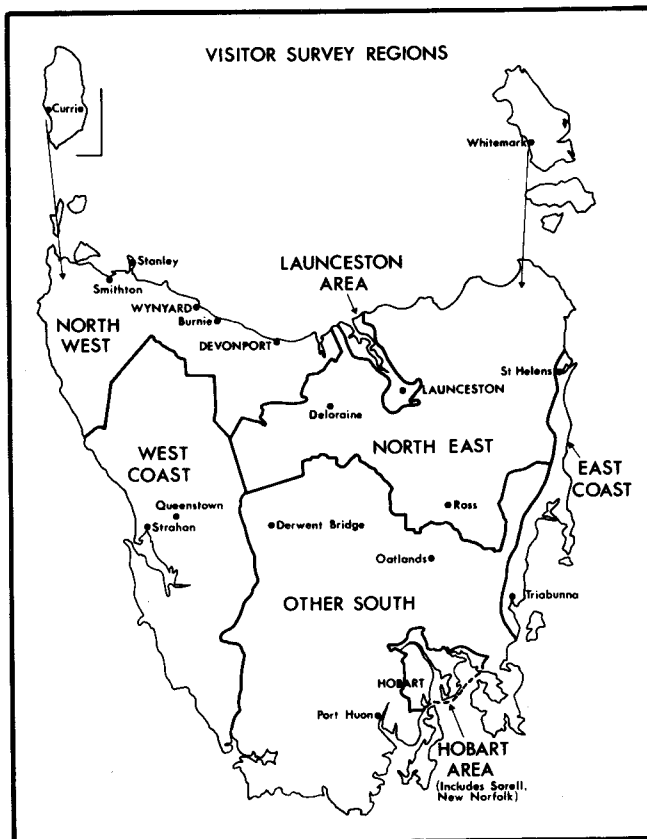 VISITOR SURVEY REGIONS
Currie
Whitemark
LAUNCESTON
AREA
Stanley
Smithton
WYNYARD
Burnie
NORTH
WEST
DEVONPORT
St Helens
LAUNCESTON
Deloraine
NORTH EAST
WEST
COAST
EAST
COAST
Queenstown
Strahan
Ross
Derwent Bridge
Oatlands
OTHER SOUTH
Triabunna
HOBART
Port Huon
HOBART
AREA
(Includes Sorell,
New Norfolk)